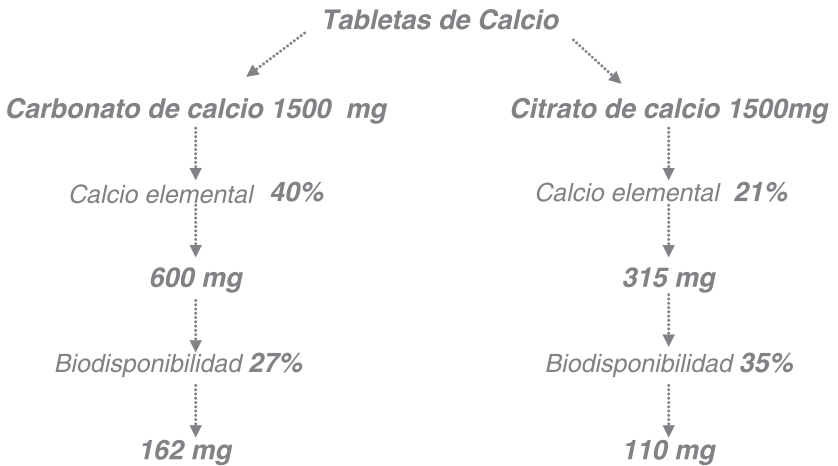 Tabletas de Calcio
Carbonato de calcio 1500 mg
Citrato de calcio 1500mg
Calcio elemental 40%
Calcio elemental 21%
600 mg
315 mg
Biodisponibilidad 27%
Biodisponibilidad 35%
162 mg
110 mg